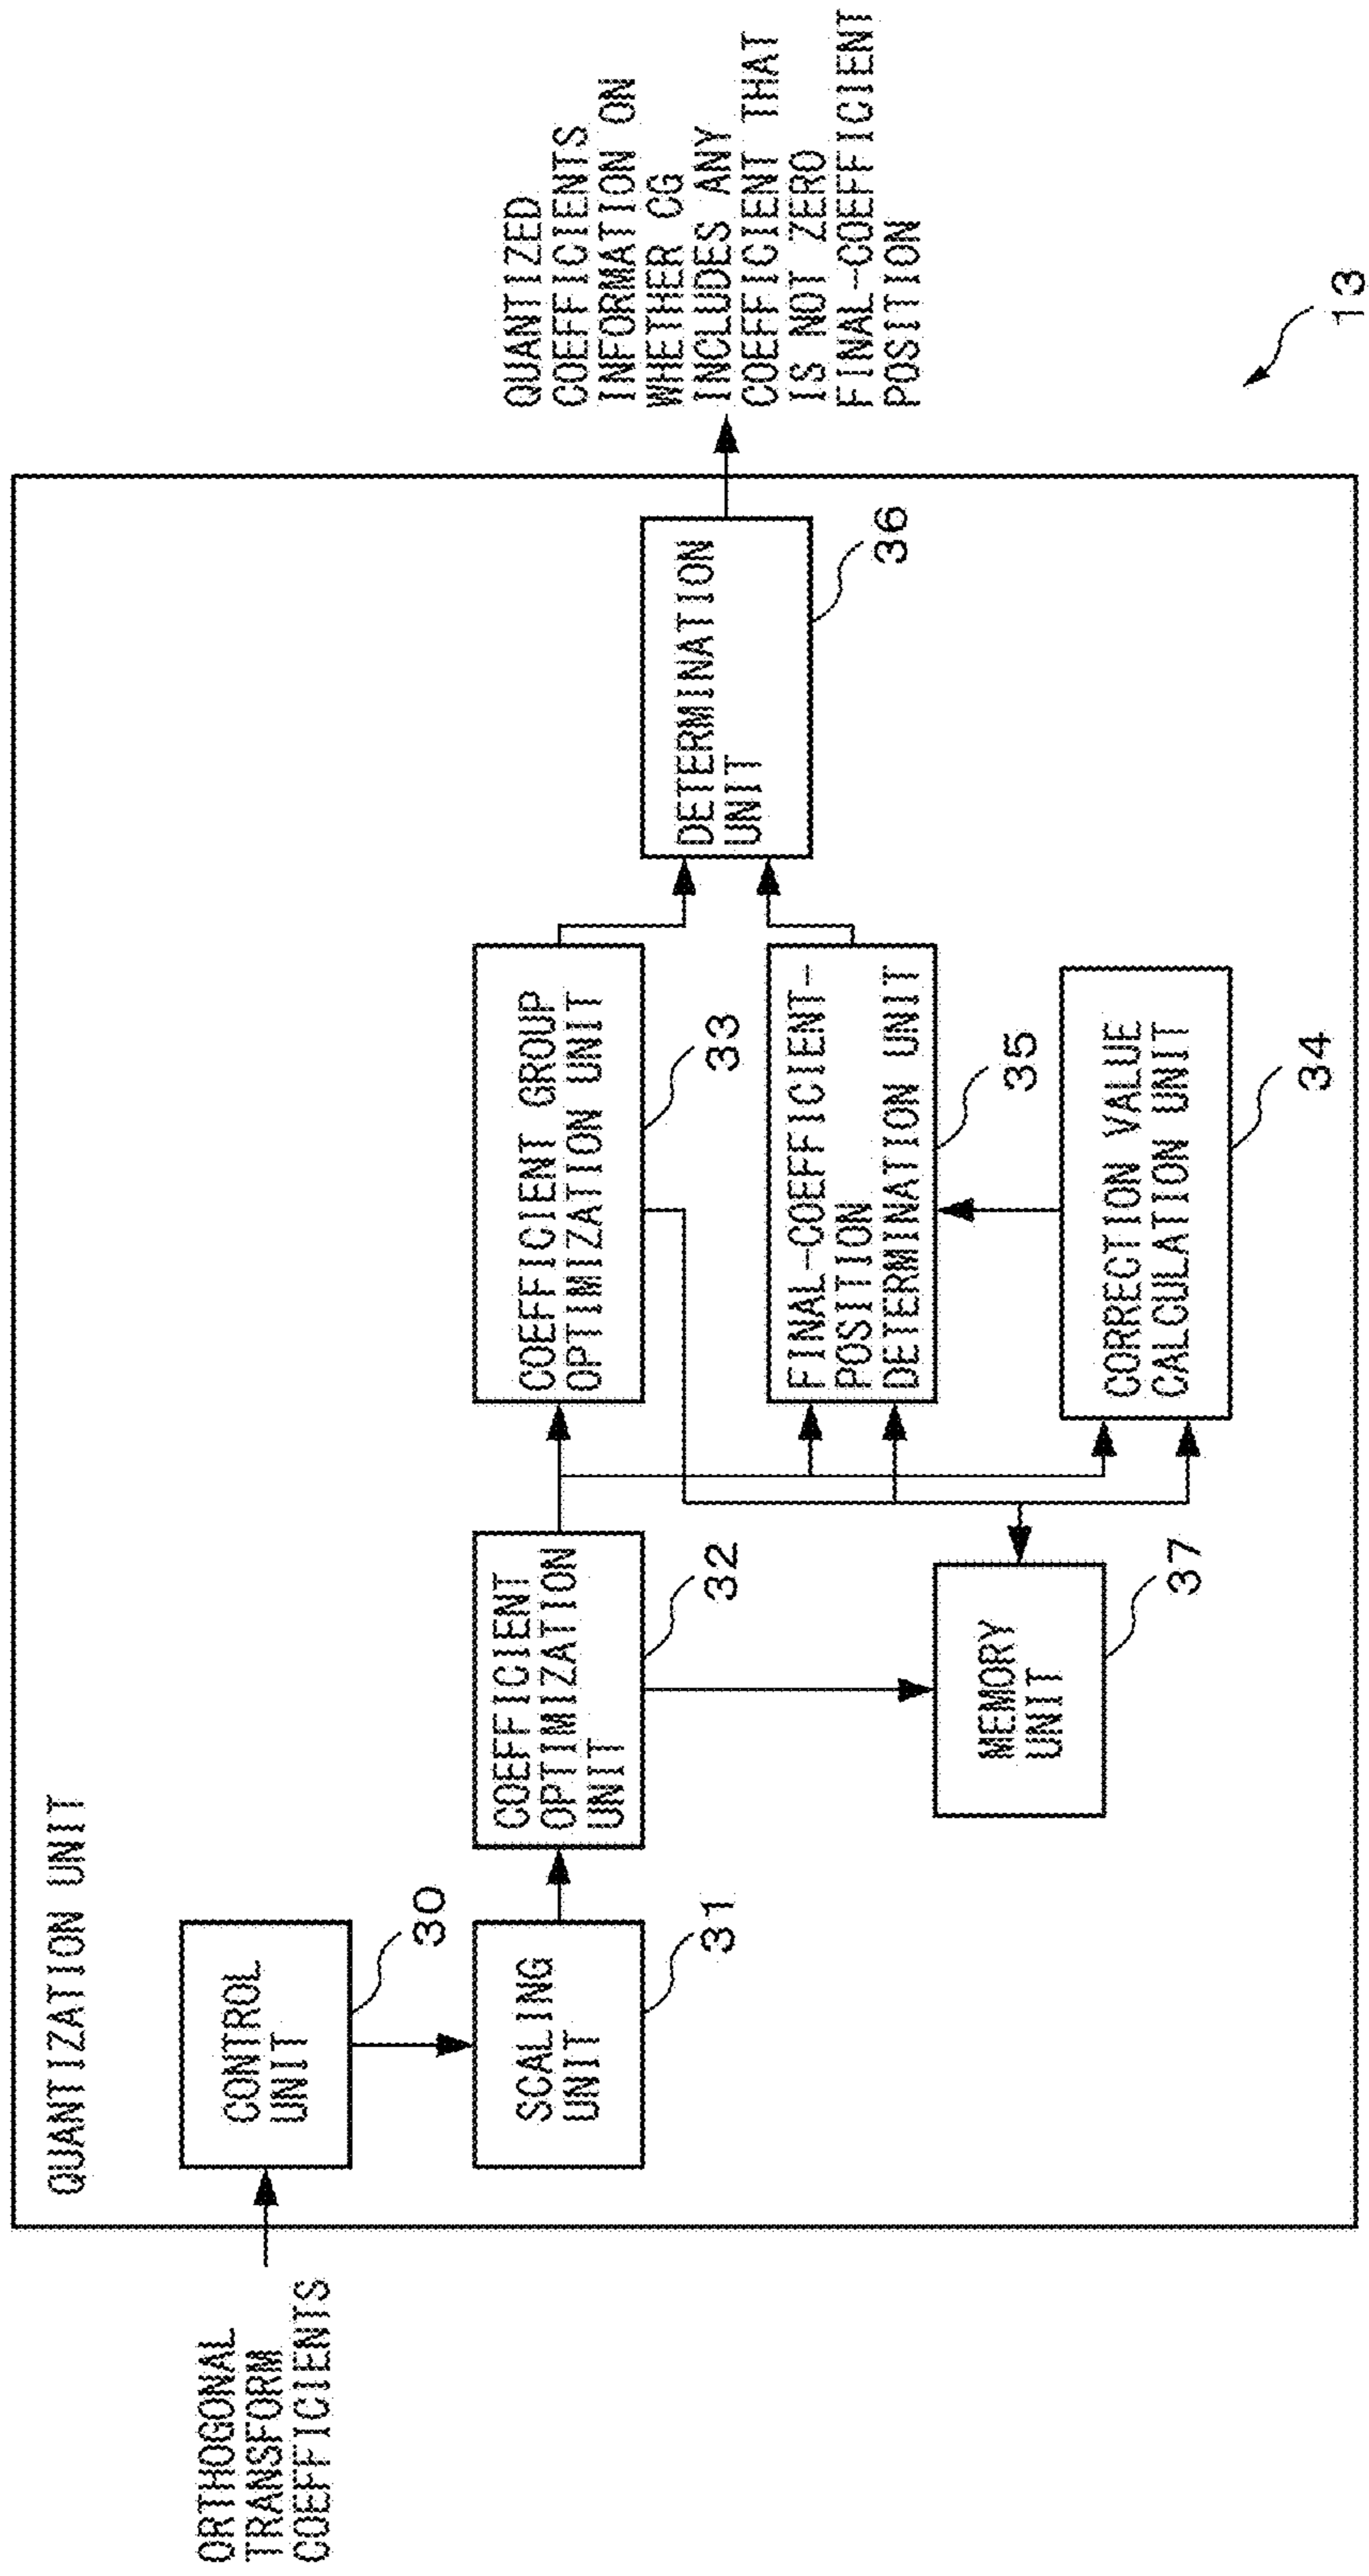 QUANTIZATION UNIT
ORTHOGONAL
TRANSFORM
COEFFICIENTS
CONTROL
UNIT
30
SCALING
UNIT
31
COEFFICIENT
OPTIMIZATION
UNIT
32
MEMORY
UNIT
37
COEFFICIENT GROUP
OPTIMIZATION UNIT
33
FINAL-COEFFICIENT-
POSITION
DETERMINATION UNIT
35
CORRECTION VALUE
CALCULATION UNIT
34
DETERMINATION
UNIT
36
QUANTIZED
COEFFICIENTS
INFORMATION ON
WHETHER CG
INCLUDES ANY
COEFFICIENT THAT
IS NOT ZERO
FINAL-COEFFICIENT
POSITION
13